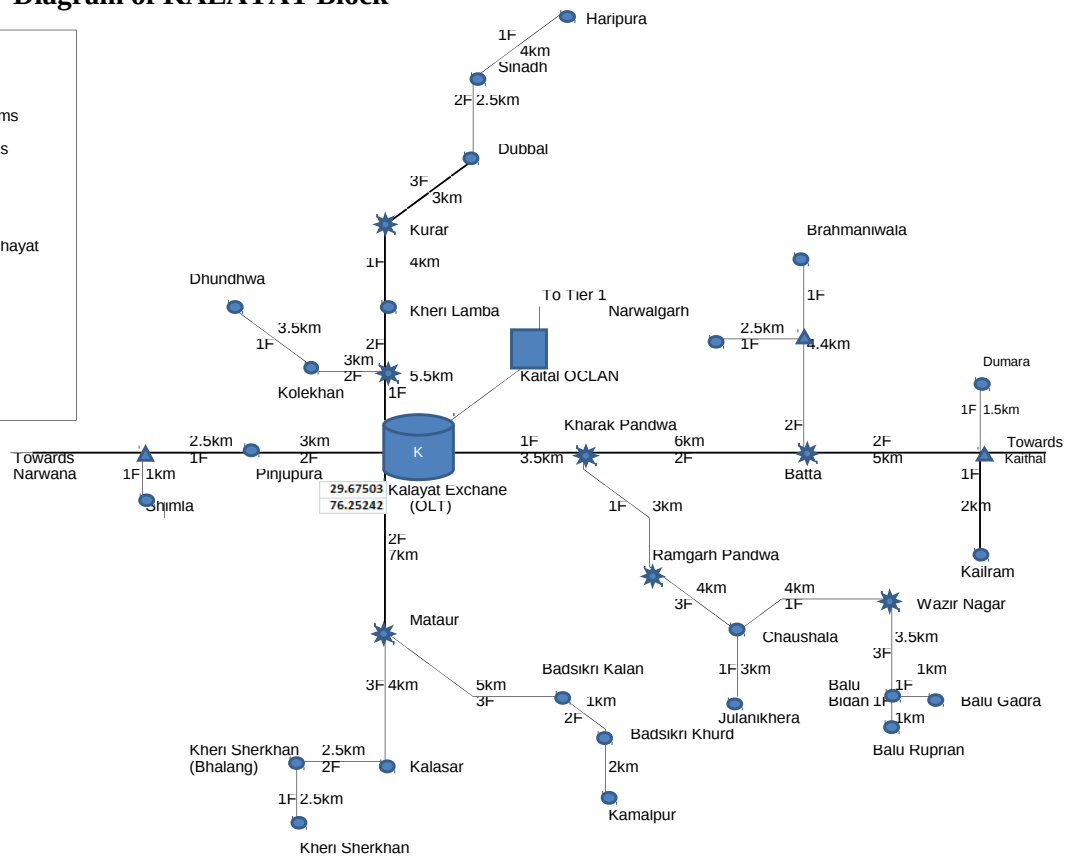 Diagram of KALAYAT Block
ms
s
hayat
Haripura
1F
4km
Sinadh
2F 2.5km
Dubbal
3F
3km
Kurar
1F 4km
Brahmaniwala
Dhundhwa
To Tier 1
Kheri Lamba
Narwalgarh
1F
3.5km
1F
2F
2.5km
1F
4.4km
3km
2F
5.5km
Kaital OCLAN
Dumara
Kolekhan
1F
1F 1.5km
Kharak Pandwa
2F
K
Towards
Narwana
2.5km
1F
3km
2F
1F
3.5km
6km
2F
2F
5km
Towards
Kaithal
1F 1km
Pinjupura
Batta
1F
29.67503
76.25242
Kalayat Exchane
(OLT)
Shimla
1F 3km
2km
2F
7km
Ramgarh Pandwa
Kailram
4km
3F
4km
1F
Wazir Nagar
Mataur
Chaushala
3.5km
3F
Badsikri Kalan
1F 3km
1km
3F 4km
5km
3F
1km
2F
Balu
Bidan
1F
1F
Balu Gadra
Julanikhera
1km
Badsikri Khurd
Balu Ruprian
Kheri Sherkhan
(Bhalang)
2.5km
2F
Kalasar
2km
1F 2.5km
Kamalpur
Kheri Sherkhan